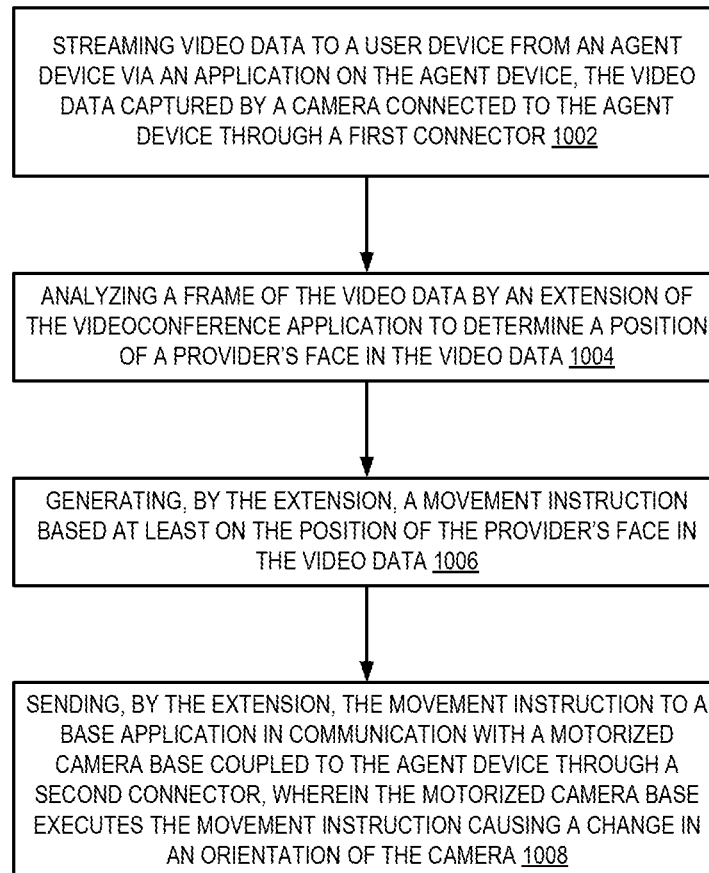 STREAMING VIDEO DATA TO A USER DEVICE FROM AN AGENT
DEVICE VIA AN APPLICATION ON THE AGENT DEVICE, THE VIDEO
DATA CAPTURED BY A CAMERA CONNECTED TO THE AGENT
DEVICE THROUGH A FIRST CONNECTOR 1002
ANALYZING A FRAME OF THE VIDEO DATA BY AN EXTENSION OF
THE VIDEOCONFERENCE APPLICATION TO DETERMINE A POSITION
OF A PROVIDER'S FACE IN THE VIDEO DATA 1004
GENERATING, BY THE EXTENSION, A MOVEMENT INSTRUCTION
BASED AT LEAST ON THE POSITION OF THE PROVIDER'S FACE IN
THE VIDEO DATA 1006
SENDING, BY THE EXTENSION, THE MOVEMENT INSTRUCTION TO A
BASE APPLICATION IN COMMUNICATION WITH A MOTORIZED
CAMERA BASE COUPLED TO THE AGENT DEVICE THROUGH A
SECOND CONNECTOR, WHEREIN THE MOTORIZED CAMERA BASE
EXECUTES THE MOVEMENT INSTRUCTION CAUSING A CHANGE IN
AN ORIENTATION OF THE CAMERA 1008